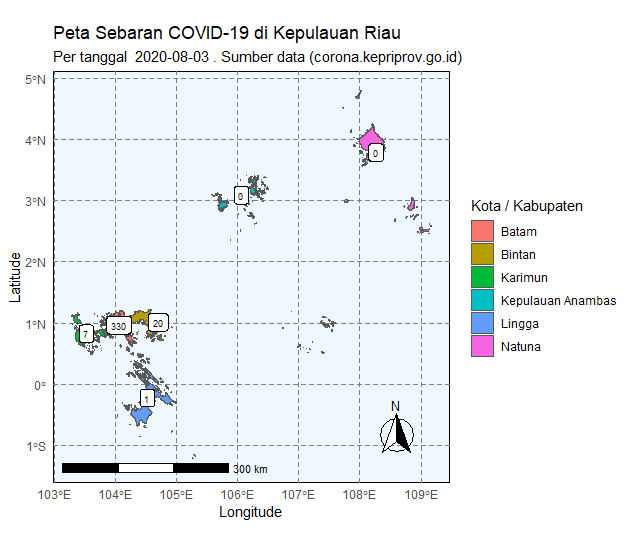 Peta Sebaran COVID-19 di Kepulauan Riau
Per tanggal 2020-08-03 . Sumber data (corona.kepriprov.go.id)
5°N
4°N
3°N
2°N
1°N
0°
1°S
Latitude
0
0
7
330
20
1
N
300 km
103°E
104°E
105°E
106°E
107°E
108°E
109°E
Longitude
Kota / Kabupaten
Batam
Bintan
Karimun
Kepulauan Anambas
Lingga
Natuna